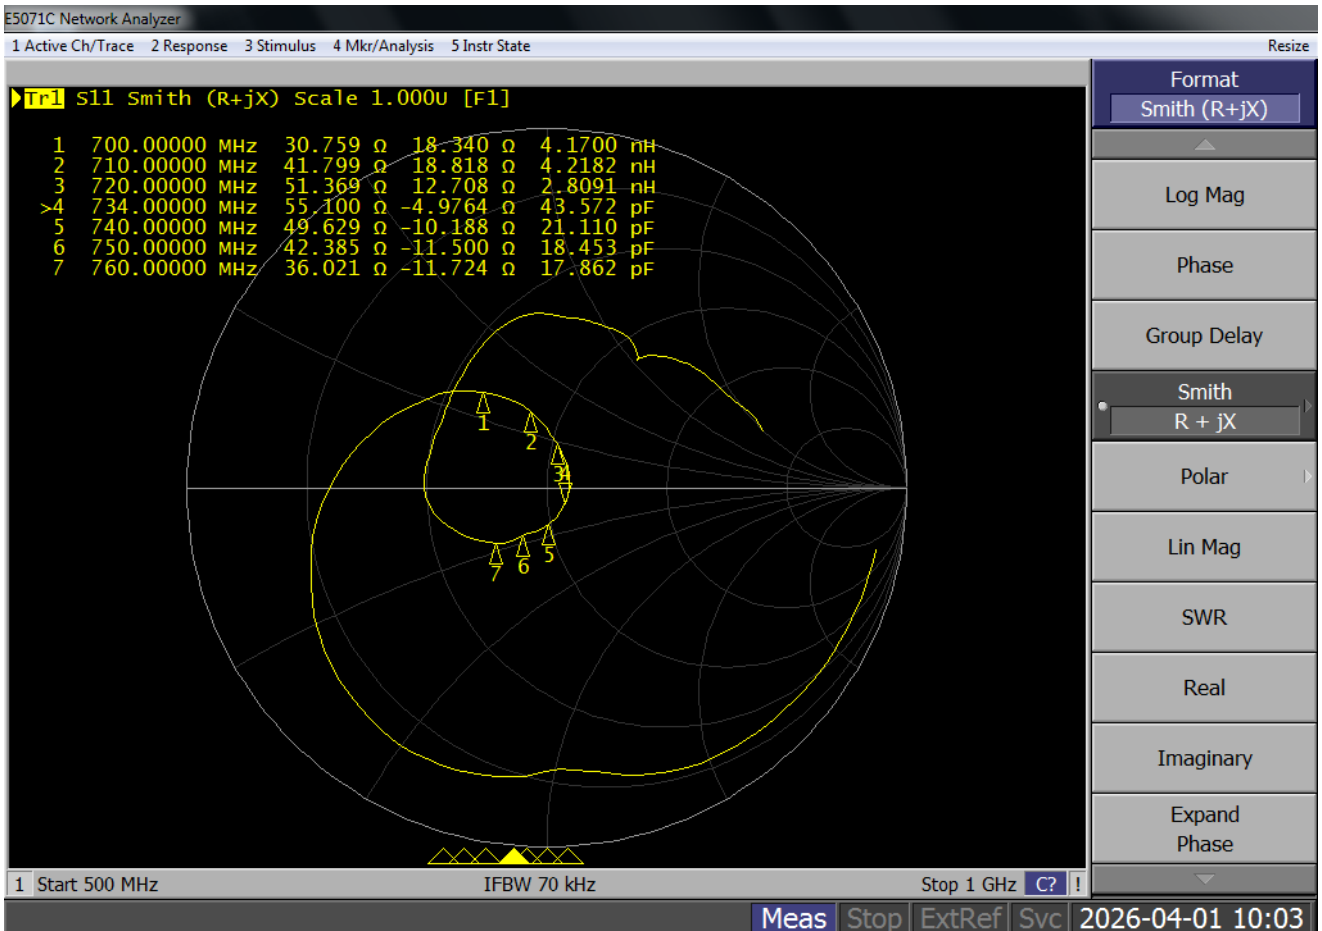 E5071C Network Analyzer
1 Active Ch/Trace 2 Response 3 Stimulus 4 Mkr/Analysis 5 Instr State Resize
Tr1 S11 Smith (R+jX) Scale 1.000U [F1]
1 700.00000 MHz 30.759 Ω 18.340 Ω 4.1700 nH
2 710.00000 MHz 41.799 Ω 18.818 Ω 4.2182 nH
3 720.00000 MHz 51.369 Ω 12.708 Ω 2.8091 nH
>4 734.00000 MHz 55.100 Ω -4.9764 Ω 43.572 pF
5 740.00000 MHz 49.629 Ω -10.188 Ω 21.110 pF
6 750.00000 MHz 42.385 Ω -11.500 Ω 18.453 pF
7 760.00000 MHz 36.021 Ω -11.724 Ω 17.862 pF
1
2
3
4
5
6
7
1 Start 500 MHz IFBW 70 kHz Stop 1 GHz C? !
Format
Smith (R+jX)
Log Mag
Phase
Group Delay
Smith
R + jX
Polar
Lin Mag
SWR
Real
Imaginary
Expand
Phase
Meas Stop ExtRef Svc 2026-04-01 10:03